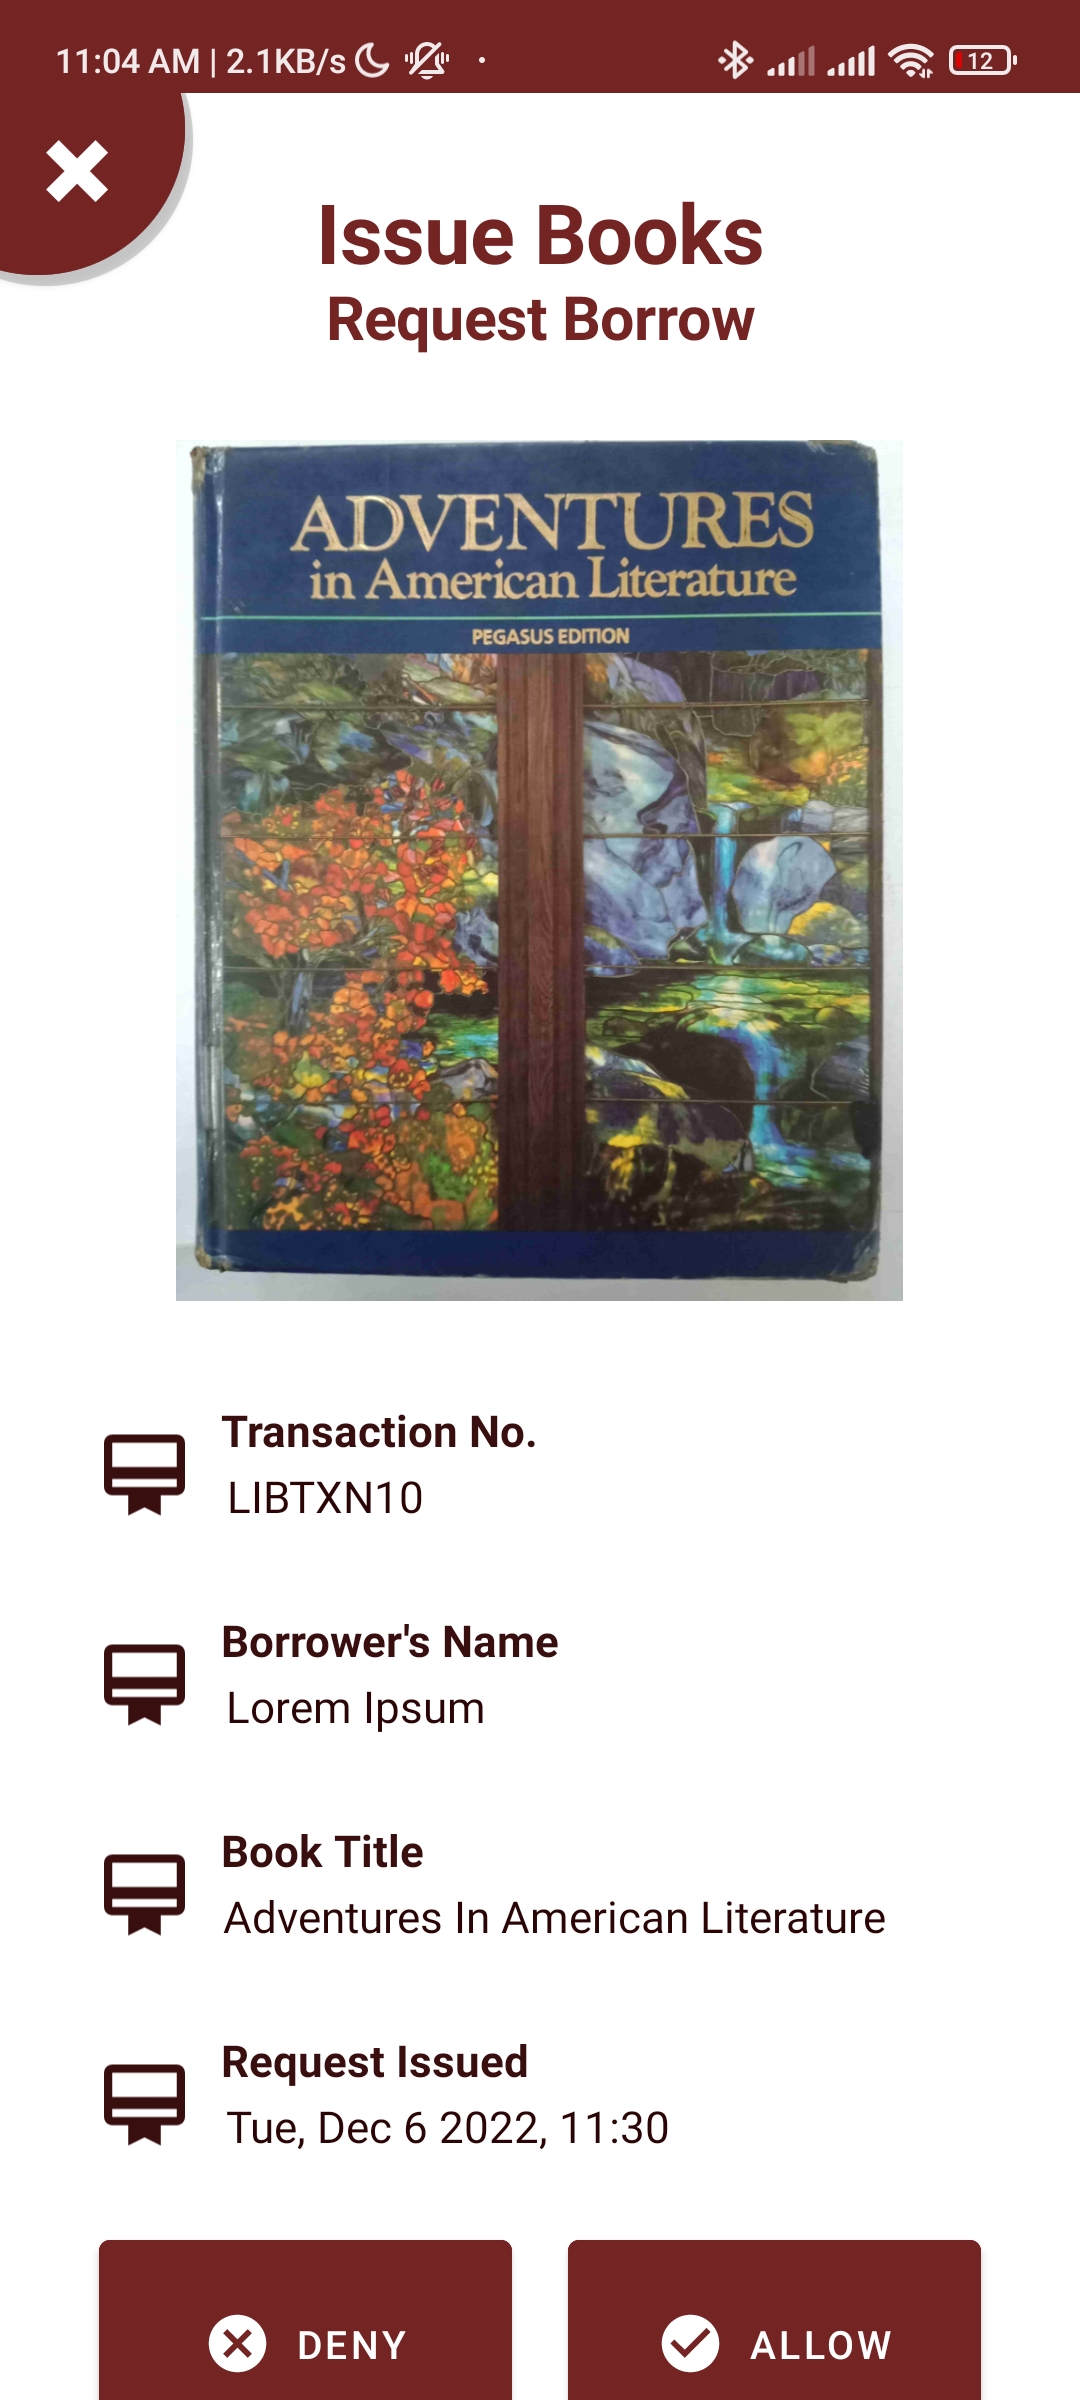 11:04 AM | 2.1KB/s 12
Issue Books
Request Borrow
ADVENTURES
in American Literature
PEGASUS EDITION
Transaction No.
LIBTXN10
Borrower's Name
Lorem Ipsum
Book Title
Adventures In American Literature
Request Issued
Tue, Dec 6 2022, 11:30
DENY ALLOW